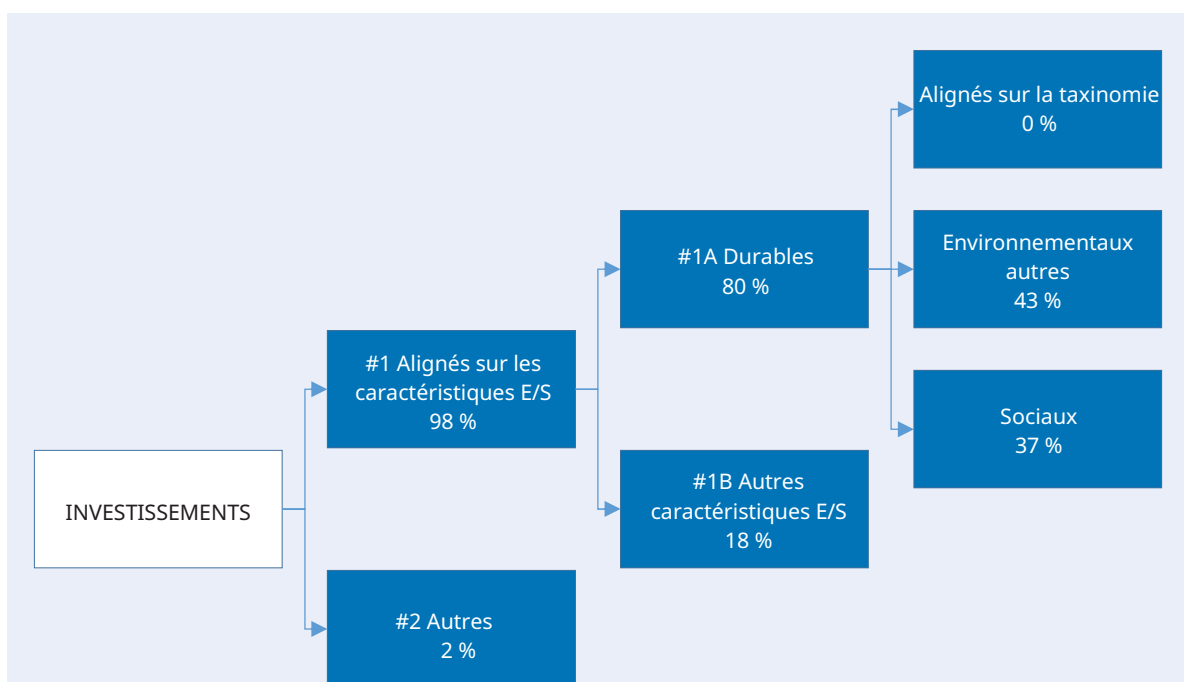 INVESTISSEMENTS
#1 Alignés sur les
caractéristiques E/S
98 %
#2 Autres
2 %
#1A Durables
80 %
#1B Autres
caractéristiques E/S
18 %
Alignés sur la taxinomie
0 %
Environnementaux
autres
43 %
Sociaux
37 %